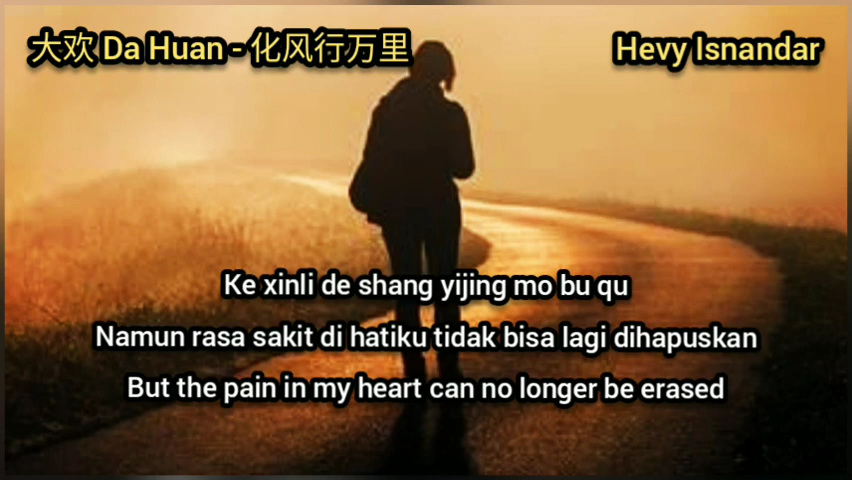 大欢 Da Huan - 化风行万里
Hevy Isnandar
Ke xinli de shang yijing mo bu qu
Namun rasa sakit di hatiku tidak bisa lagi dihapuskan
But the pain in my heart can no longer be erased